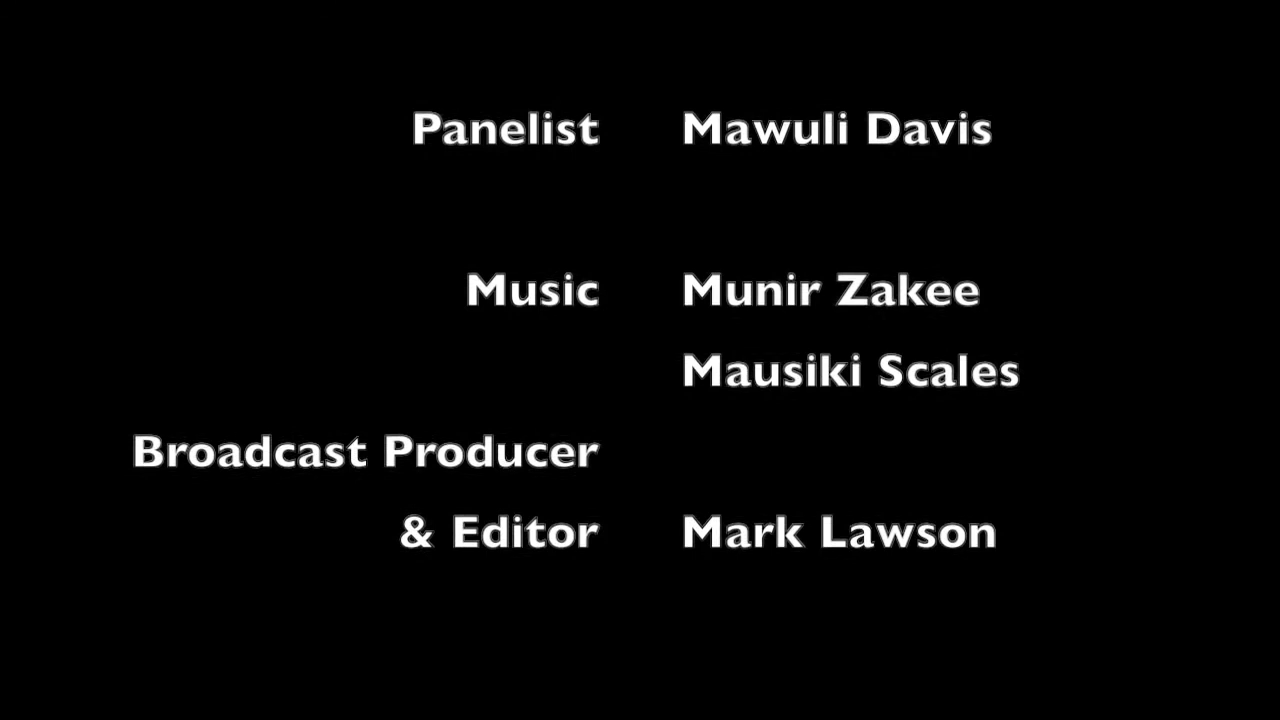 Panelist Mawuli Davis
Music Munir Zakee
Mausiki Scales
Broadcast Producer
& Editor Mark Lawson